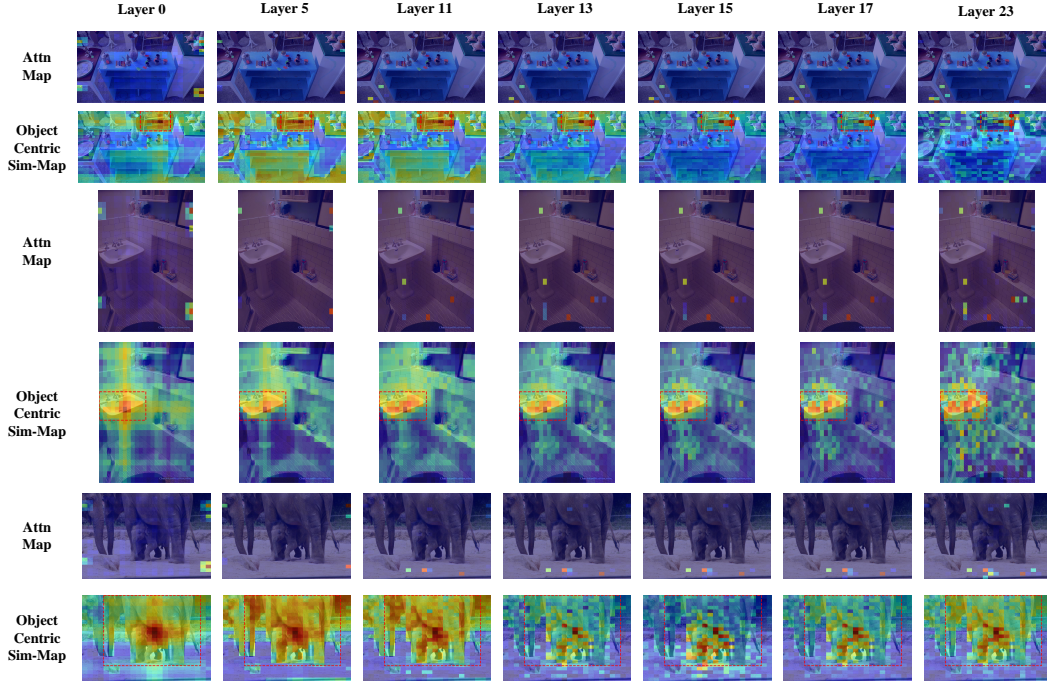 Layer 0 Layer 5 Layer 11 Layer 13 Layer 15 Layer 17 Layer 23
Attn
Map
Object
Centric
Sim-Map
Attn
Map
Object
Centric
Sim-Map
Attn
Map
Object
Centric
Sim-Map